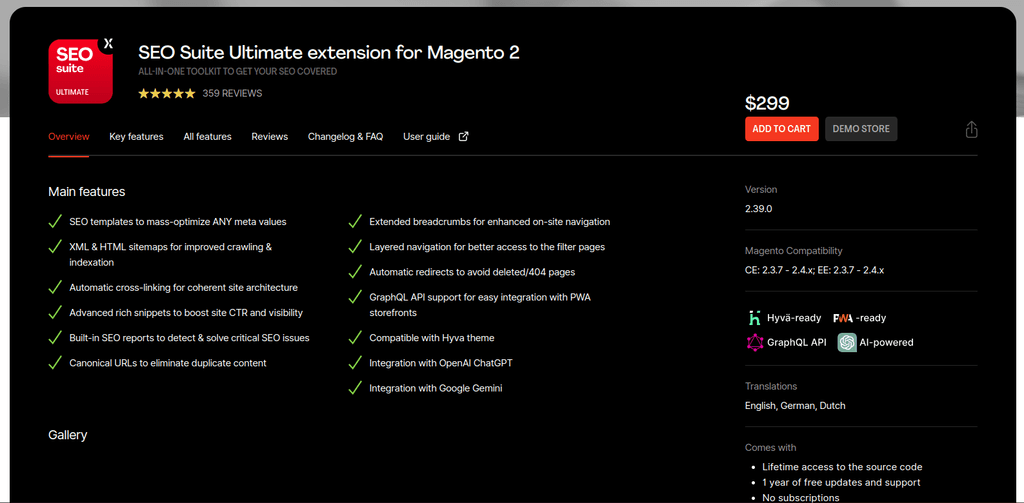 SEO
suite
ULTIMATE
X
SEO Suite Ultimate extension for Magento 2
ALL-IN-ONE TOOLKIT TO GET YOUR SEO COVERED
359 REVIEWS
$299
ADD TO CART
DEMO STORE
Overview
Key features
All features
Reviews
Changelog & FAQ
User guide
Main features
SEO templates to mass-optimize ANY meta values
XML & HTML sitemaps for improved crawling &
indexation
Automatic cross-linking for coherent site architecture
Advanced rich snippets to boost site CTR and visibility
Built-in SEO reports to detect & solve critical SEO issues
Canonical URLs to eliminate duplicate content
Extended breadcrumbs for enhanced on-site navigation
Layered navigation for better access to the filter pages
Automatic redirects to avoid deleted/404 pages
GraphQL API support for easy integration with PWA
storefronts
Compatible with Hyva theme
Integration with OpenAI ChatGPT
Integration with Google Gemini
Gallery
Version
2.39.0
Magento Compatibility
CE: 2.3.7 - 2.4.x; EE: 2.3.7 - 2.4.x
Hyvä-ready
PWA -ready
GraphQL API
AI-powered
Translations
English, German, Dutch
Comes with
• Lifetime access to the source code
• 1 year of free updates and support
• No subscriptions